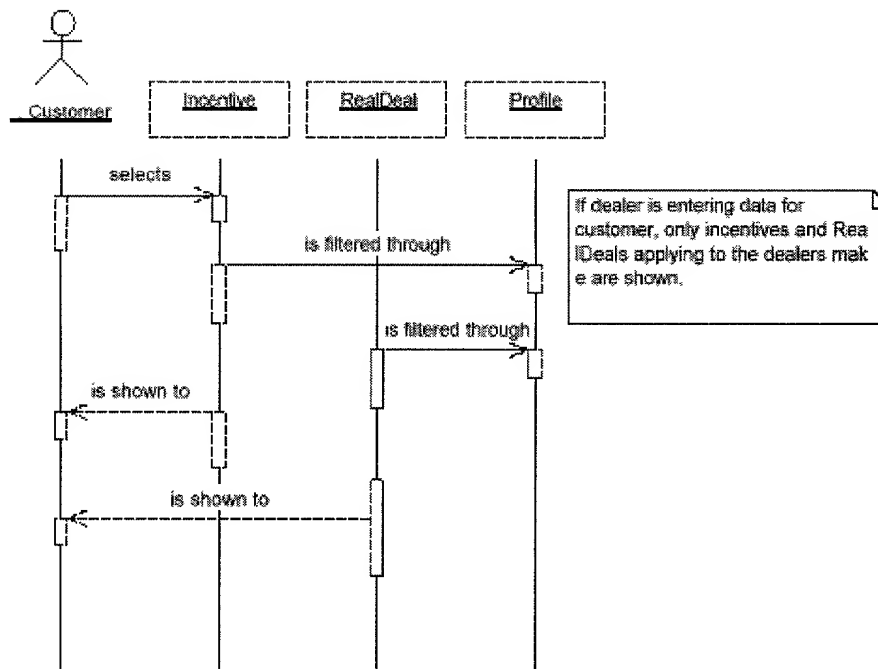 Customer
Incentive
RealDeal
Profile
selects
is filtered through
is filtered through
is shown to
is shown to
If dealer is entering data for
customer, only incentives and Rea
lDeals applying to the dealers mak
e are shown.